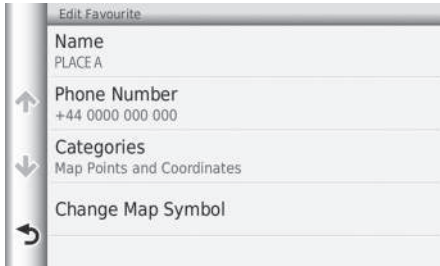 Edit Favourite
Name
PLACE A
Phone Number
+44 0000 000 000
Categories
Map Points and Coordinates
Change Map Symbol